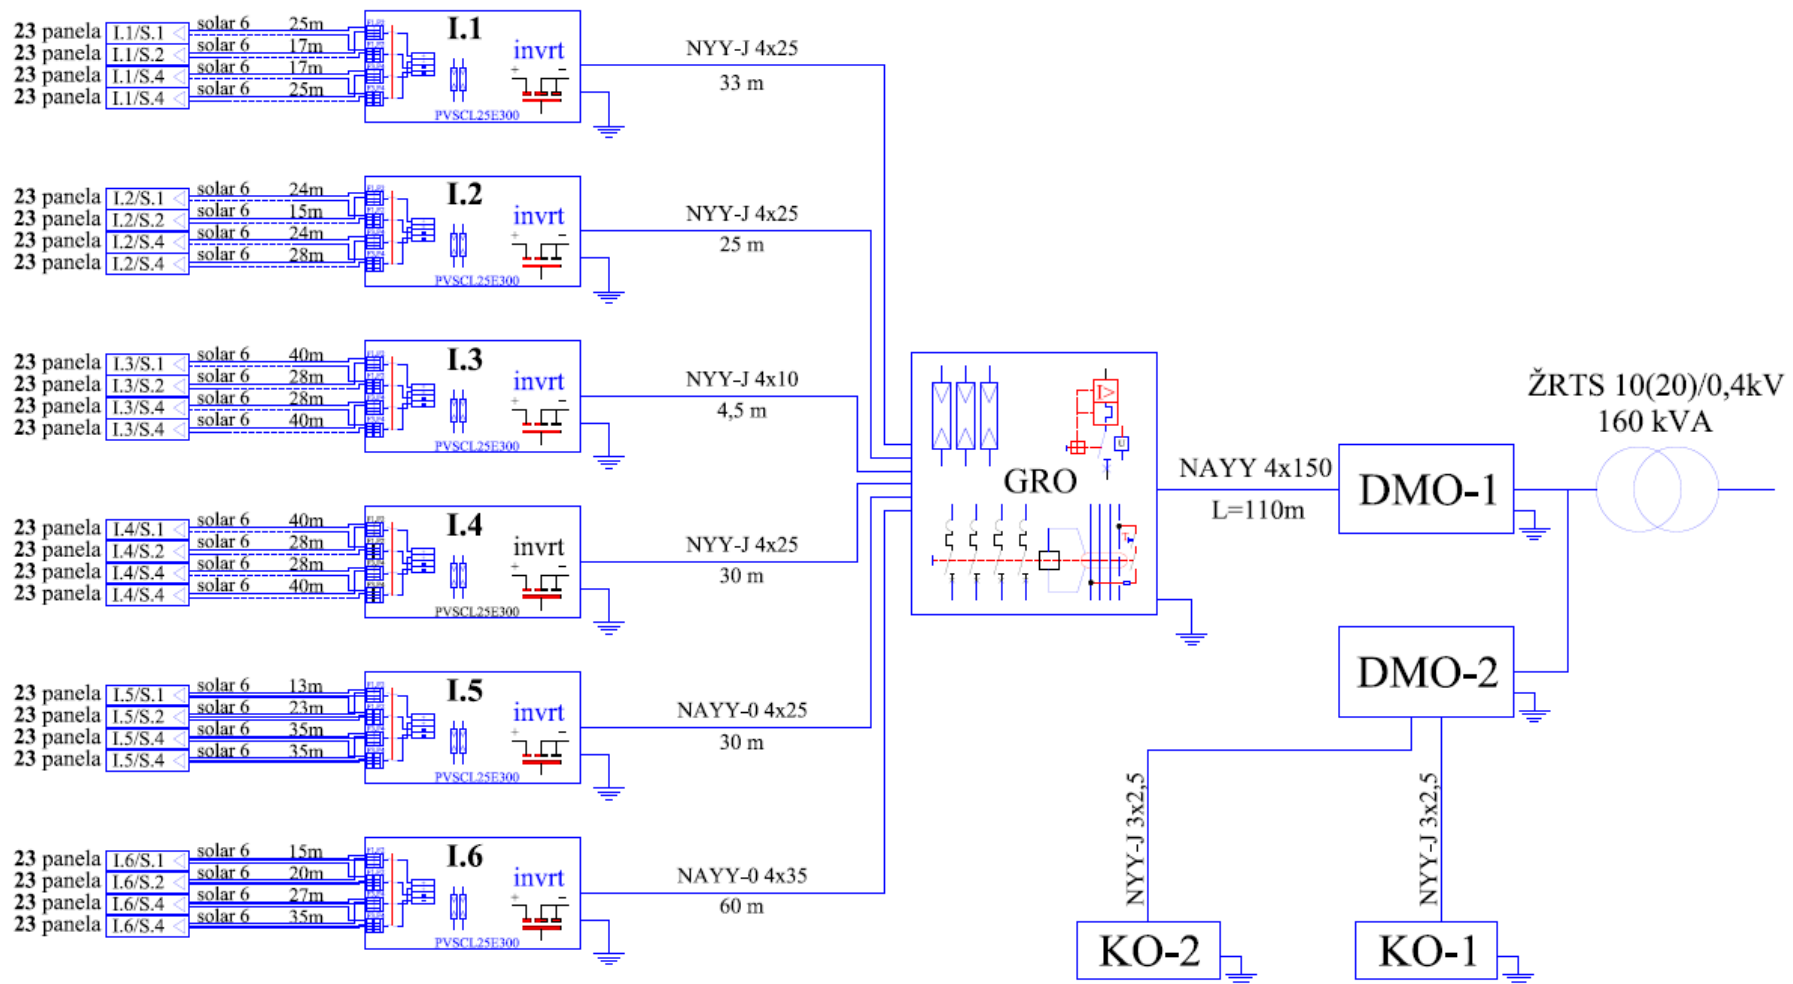 I.1
23 panela I.1/S.1 solar 6 25m
23 panela I.1/S.2 solar 6 17m
23 panela I.1/S.4 solar 6 17m
23 panela I.1/S.4 solar 6 25m
invrt
+ −
PVSCL25E300
NYY-J 4x25
33 m
I.2
23 panela I.2/S.1 solar 6 24m
23 panela I.2/S.2 solar 6 15m
23 panela I.2/S.4 solar 6 24m
23 panela I.2/S.4 solar 6 28m
invrt
+ −
PVSCL25E300
NYY-J 4x25
25 m
I.3
23 panela I.3/S.1 solar 6 40m
23 panela I.3/S.2 solar 6 28m
23 panela I.3/S.4 solar 6 28m
23 panela I.3/S.4 solar 6 40m
invrt
+ −
PVSCL25E300
NYY-J 4x10
4,5 m
I.4
23 panela I.4/S.1 solar 6 40m
23 panela I.4/S.2 solar 6 28m
23 panela I.4/S.4 solar 6 28m
23 panela I.4/S.4 solar 6 40m
invrt
+ −
PVSCL25E300
NYY-J 4x25
30 m
I.5
23 panela I.5/S.1 solar 6 13m
23 panela I.5/S.2 solar 6 23m
23 panela I.5/S.4 solar 6 35m
23 panela I.5/S.4 solar 6 35m
invrt
+ −
PVSCL25E300
NAYY-0 4x25
30 m
I.6
23 panela I.6/S.1 solar 6 15m
23 panela I.6/S.2 solar 6 20m
23 panela I.6/S.4 solar 6 27m
23 panela I.6/S.4 solar 6 35m
invrt
+ −
PVSCL25E300
NAYY-0 4x35
60 m
GRO
NAYY 4x150
L=110m
DMO-1
ŽRTS 10(20)/0,4kV
160 kVA
DMO-2
NYY-J 3x2,5
NYY-J 3x2,5
KO-2
KO-1